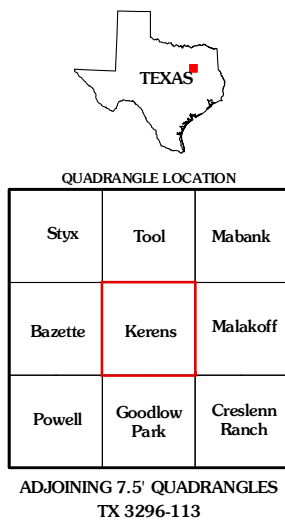 TEXAS
QUADRANGLE LOCATION
Styx
Tool
Mabank
Bazette
Kerens
Malakoff
Powell
Goodlow
Park
Creslenn
Ranch
ADJOINING 7.5' QUADRANGLES
TX 3296-113